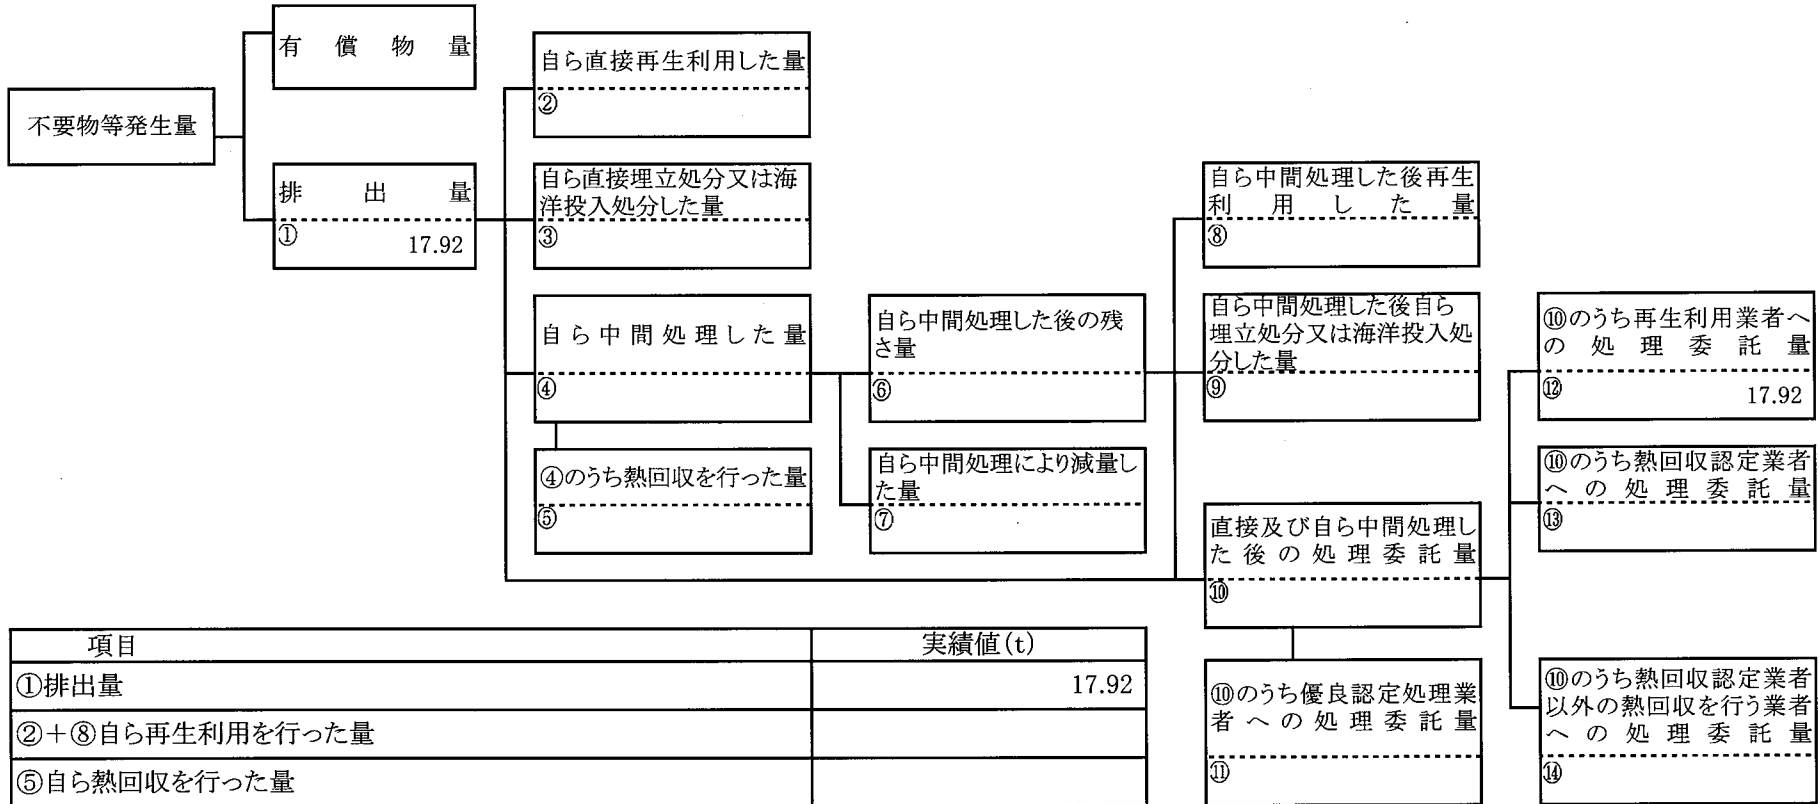 不要物等発生量
有償物量
排出量
①
17.92
自ら直接再生利用した量
②
自ら直接埋立処分又は海
洋投入処分した量
③
自ら中間処理した量
④
④のうち熱回収を行った量
⑤
自ら中間処理した後の残
さ量
⑥
自ら中間処理により減量し
た量
⑦
自ら中間処理した後再生
利用した量
⑧
自ら中間処理した後自ら
埋立処分又は海洋投入処
分した量
⑨
直接及び自ら中間処理し
た後の処理委託量
⑩
⑩のうち優良認定処理業
者への処理委託量
⑪
⑩のうち再生利用業者へ
の処理委託量
⑫
17.92
⑩のうち熱回収認定業者
への処理委託量
⑬
⑩のうち熱回収認定業者
以外の熱回収を行う業者
への処理委託量
⑭
項目 実績値(t)
①排出量 17.92
②+⑧自ら再生利用を行った量
⑤自ら熱回収を行った量